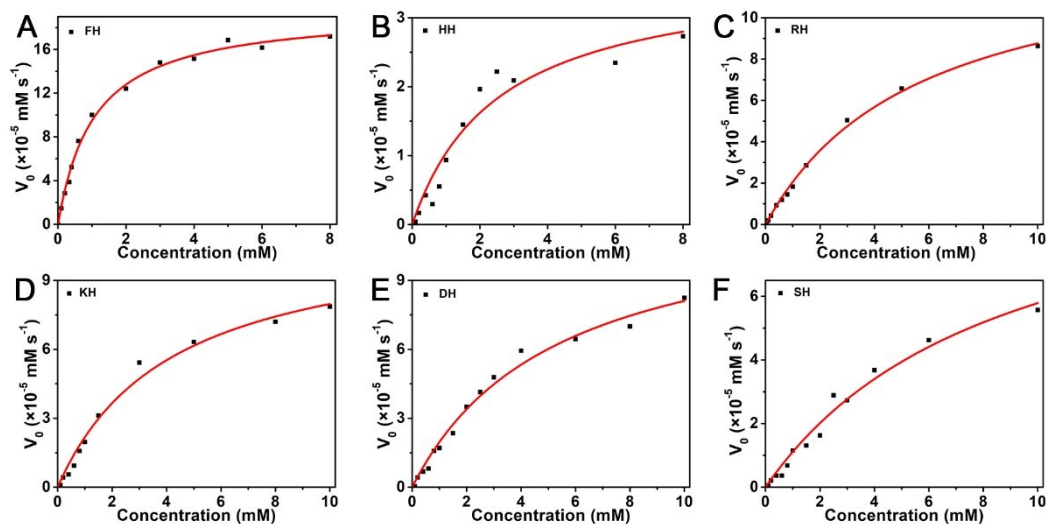 A
FH
V₀ (×10⁻⁵ mM s⁻¹)
16
12
8
4
0
0 2 4 6 8
Concentration (mM)
B
HH
V₀ (×10⁻⁵ mM s⁻¹)
3
2
1
0
0 2 4 6 8
Concentration (mM)
C
RH
V₀ (×10⁻⁵ mM s⁻¹)
10
8
6
4
2
0
0 2 4 6 8 10
Concentration (mM)
D
KH
V₀ (×10⁻⁵ mM s⁻¹)
9
6
3
0
0 2 4 6 8 10
Concentration (mM)
E
DH
V₀ (×10⁻⁵ mM s⁻¹)
9
6
3
0
0 2 4 6 8 10
Concentration (mM)
F
SH
V₀ (×10⁻⁵ mM s⁻¹)
6
4
2
0
0 2 4 6 8 10
Concentration (mM)